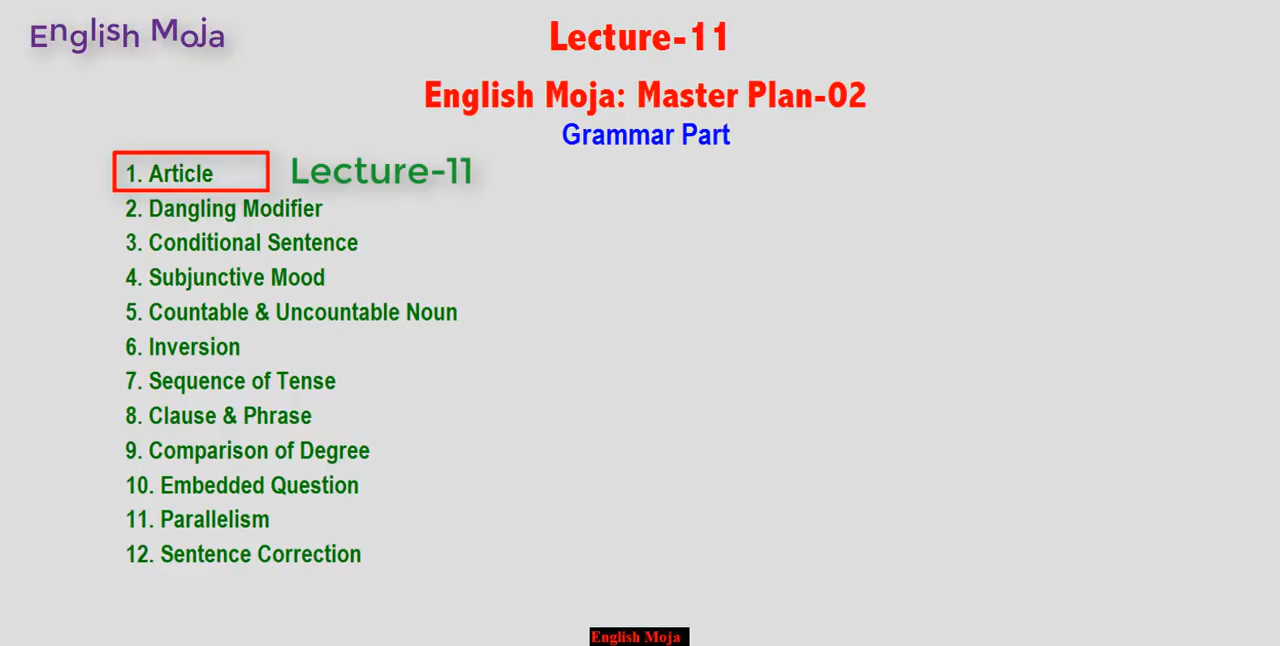 English Moja
Lecture-11
English Moja: Master Plan-02
Grammar Part
1. Article Lecture-11
2. Dangling Modifier
3. Conditional Sentence
4. Subjunctive Mood
5. Countable & Uncountable Noun
6. Inversion
7. Sequence of Tense
8. Clause & Phrase
9. Comparison of Degree
10. Embedded Question
11. Parallelism
12. Sentence Correction
English Moja